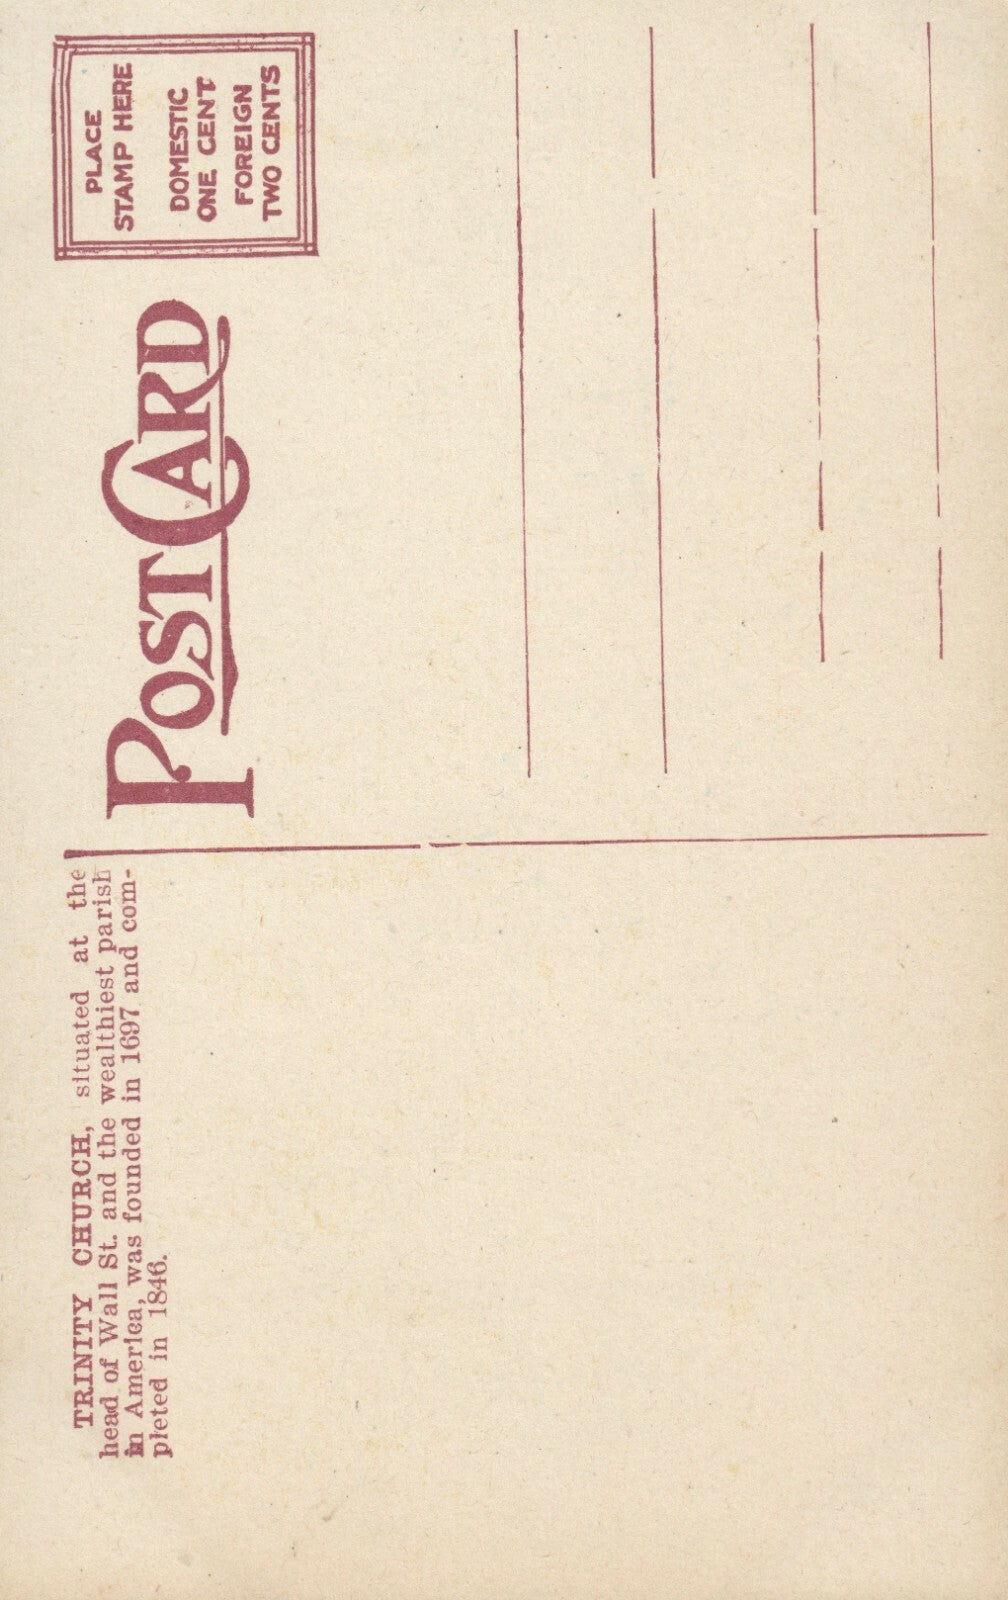 TRINITY CHURCH, situated at the
head of Wall St. and the wealthiest parish
in America, was founded in 1697 and com-
pleted in 1846.
POST CARD
PLACE
STAMP HERE
DOMESTIC
ONE CENT
FOREIGN
TWO CENTS